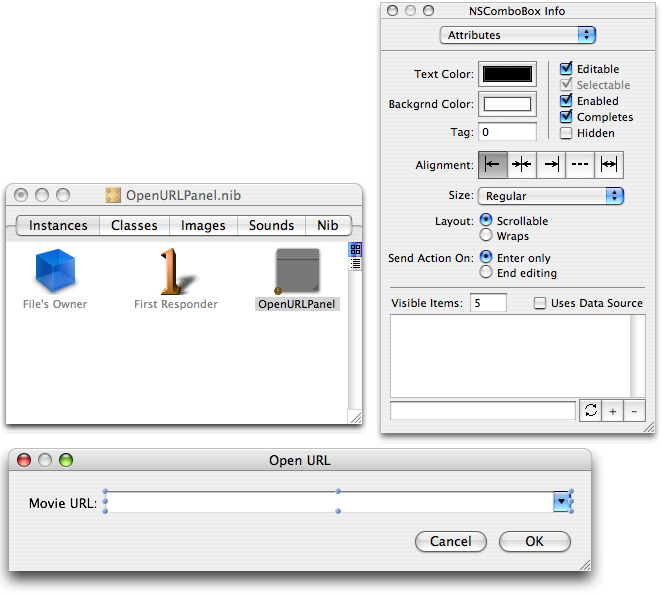 NSComboBox Info
Attributes
Text Color:
Editable
Selectable
Backgrnd Color:
Enabled
Completes
Tag: 0
Hidden
Alignment:
Size: Regular
Layout: Scrollable
Wraps
Send Action On: Enter only
End editing
Visible Items: 5
Uses Data Source
+ -
OpenURLPanel.nib
Instances Classes Images Sounds Nib
1
File's Owner First Responder OpenURLPanel
Open URL
Movie URL:
Cancel OK